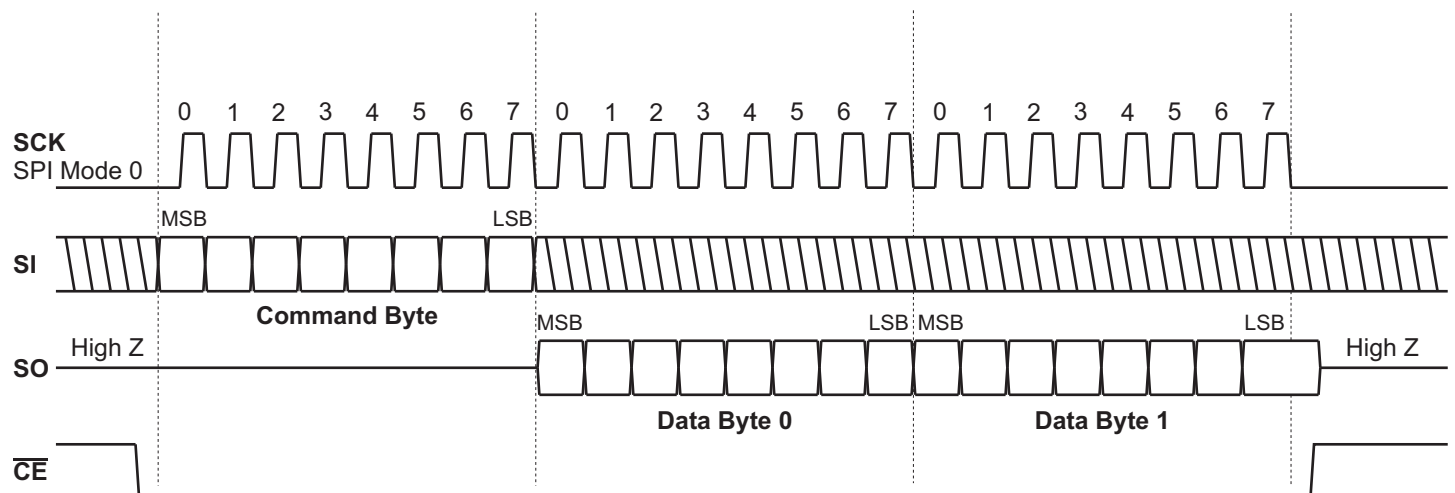 0 1 2 3 4 5 6 7 0 1 2 3 4 5 6 7 0 1 2 3 4 5 6 7
SCK
SPI Mode 0
MSB LSB
SI
Command Byte
MSB LSB MSB LSB
High Z High Z
SO
Data Byte 0 Data Byte 1
CE